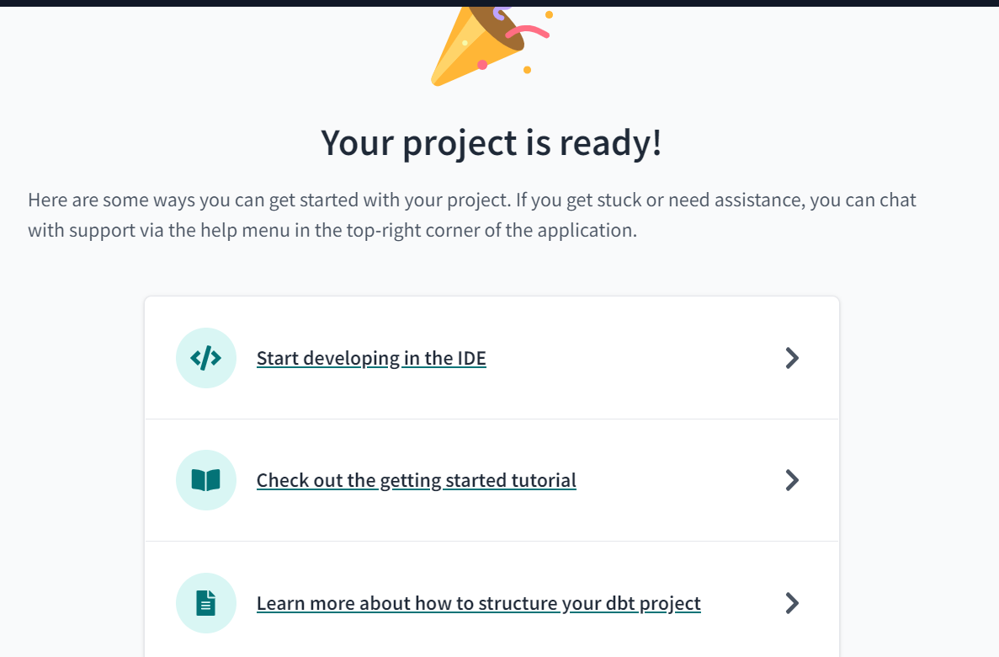 Your project is ready!
Here are some ways you can get started with your project. If you get stuck or need assistance, you can chat
with support via the help menu in the top-right corner of the application.
Start developing in the IDE
Check out the getting started tutorial
Learn more about how to structure your dbt project